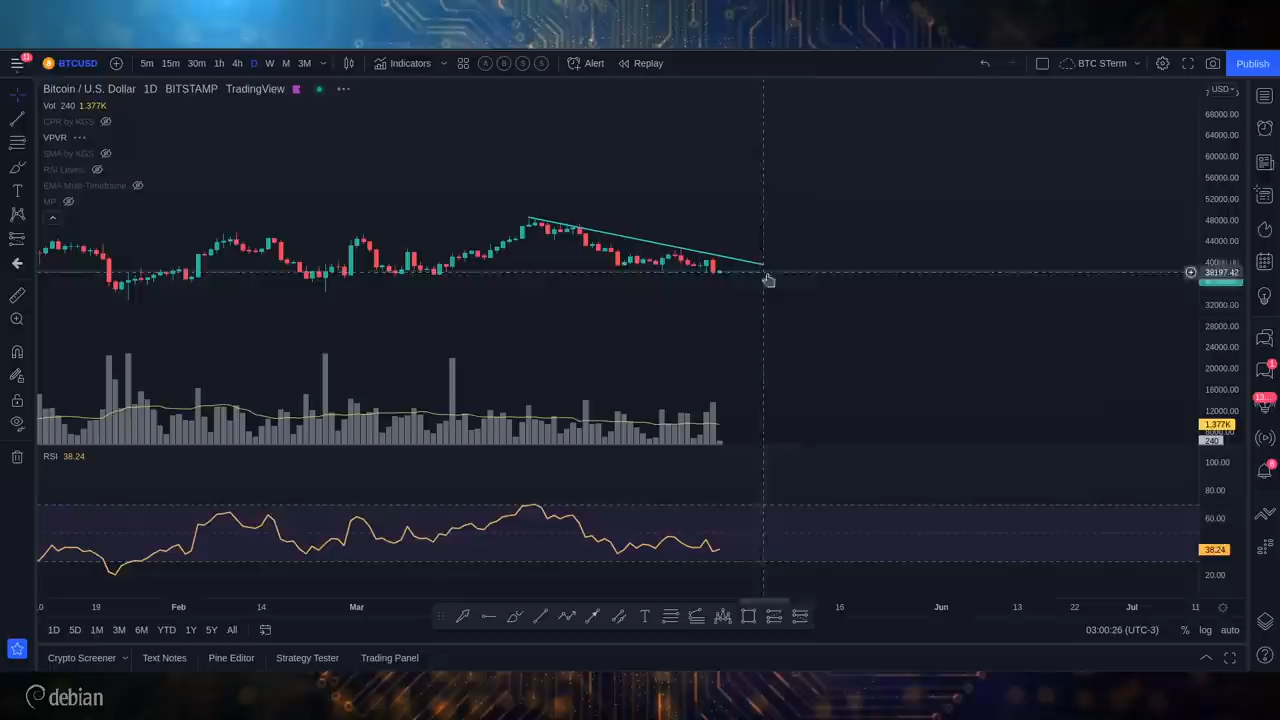 11
BTCUSD 5m 15m 30m 1h 4h D W M 3M Indicators A B S S Alert Replay BTC STerm Publish
Bitcoin / U.S. Dollar 1D BITSTAMP TradingView USD
Vol 240 1.377K
CPR by KGS
VPVR
SMA by KGS
RSI Levels
EMA Multi-Timeframe
MP
68000.00
64000.00
60000.00
56000.00
52000.00
48000.00
44000.00
38197.42
32000.00
28000.00
24000.00
20000.00
16000.00
12000.00
1.377K
240
RSI 38.24
100.00
80.00
60.00
38.24
20.00
19 Feb 14 Mar 16 Jun 13 22 Jul 11
1D 5D 1M 3M 6M YTD 1Y 5Y All 03:00:26 (UTC-3) % log auto
Crypto Screener Text Notes Pine Editor Strategy Tester Trading Panel
1
13...
8
debian